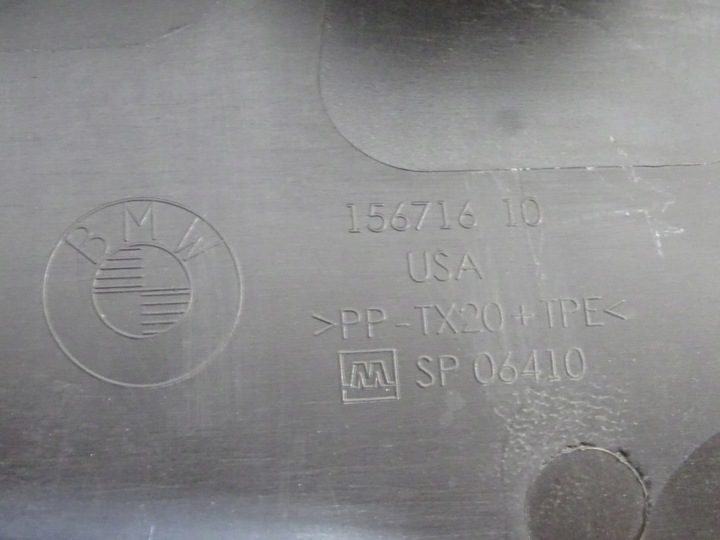 BMW
156716 10
USA
>PP-TX20+TPE<
M SP 06410